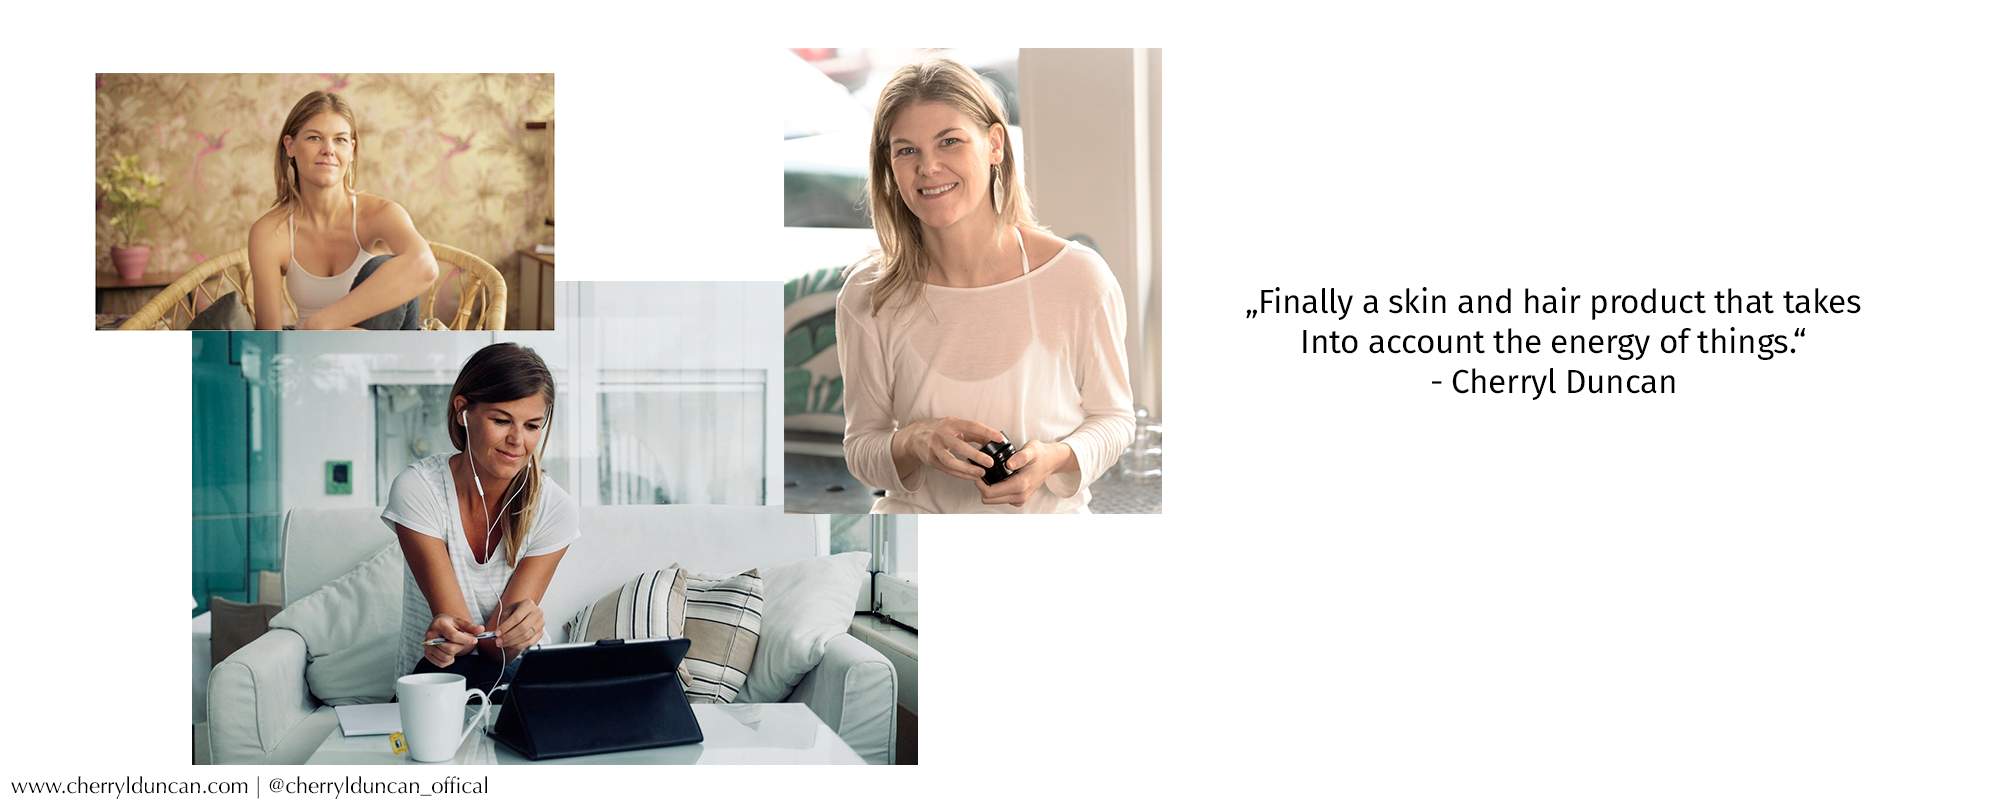 „Finally a skin and hair product that takes
Into account the energy of things.“
- Cherryl Duncan
www.cherrylduncan.com | @cherrylduncan_offical